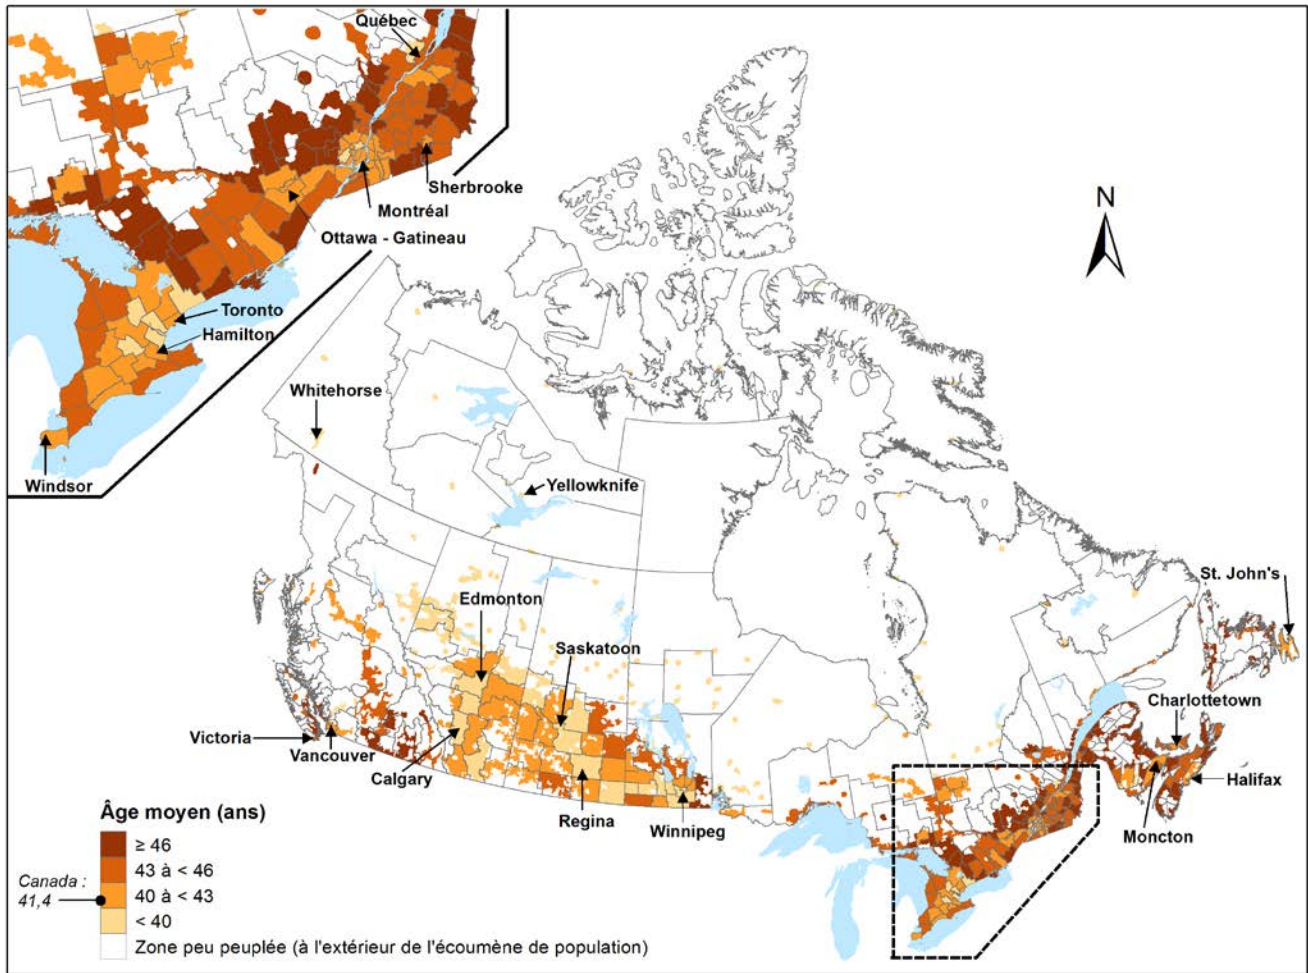 Québec
Sherbrooke
Montréal
Ottawa - Gatineau
Toronto
Hamilton
Windsor
N
Whitehorse
Yellowknife
St. John's
Edmonton
Saskatoon
Charlottetown
Victoria
Vancouver
Calgary
Regina
Winnipeg
Halifax
Moncton
Âge moyen (ans)
≥ 46
43 à < 46
Canada :
41,4
40 à < 43
< 40
Zone peu peuplée (à l'extérieur de l'écoumène de population)